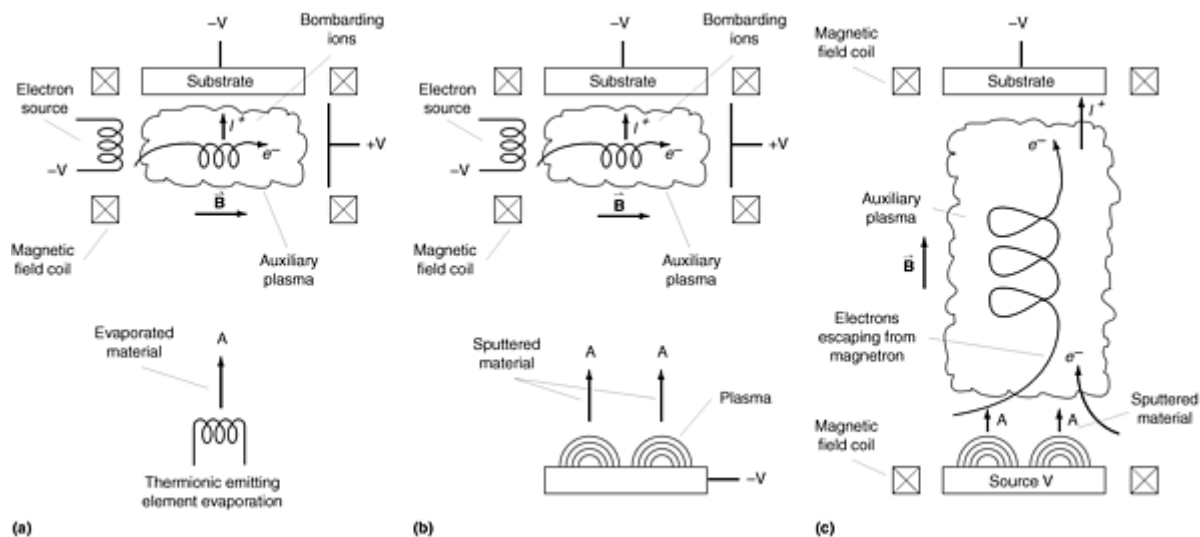 –V
Bombarding
ions
Substrate
Electron
source
I+
e–
–V
+V
B
Magnetic
field coil
Auxiliary
plasma
Evaporated
material
A
Thermionic emitting
element evaporation
(a)
–V
Bombarding
ions
Substrate
Electron
source
I+
e–
–V
+V
B
Magnetic
field coil
Auxiliary
plasma
Sputtered
material
A
A
Plasma
–V
(b)
Magnetic
field coil
–V
Substrate
I+
e–
Auxiliary
plasma
B
Electrons
escaping from
magnetron
e–
Sputtered
material
A
A
Magnetic
field coil
Source V
(c)